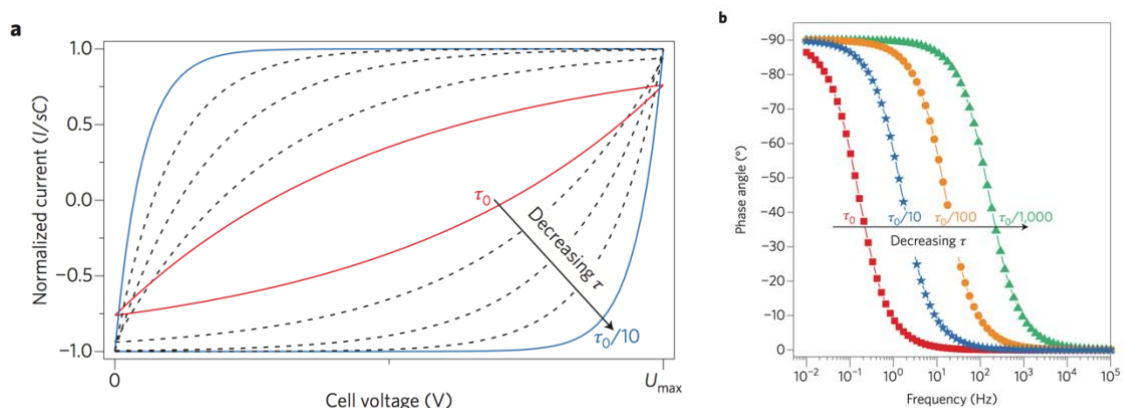 a
Normalized current (I/sC)
1.0
0.5
0.0
−0.5
−1.0
τ₀
Decreasing τ
τ₀/10
0
Uₘₐₓ
Cell voltage (V)
b
Phase angle (°)
−90
−80
−70
−60
−50
−40
−30
−20
−10
0
τ₀ τ₀/10 τ₀/100 τ₀/1,000
Decreasing τ
10⁻² 10⁻¹ 10⁰ 10¹ 10² 10³ 10⁴ 10⁵
Frequency (Hz)